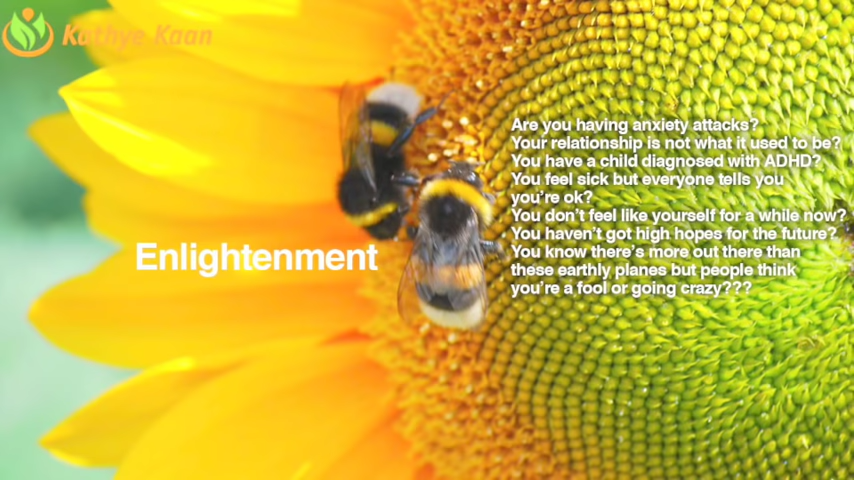 Kathye Kaan
Enlightenment
Are you having anxiety attacks?
Your relationship is not what it used to be?
You have a child diagnosed with ADHD?
You feel sick but everyone tells you
you're ok?
You don't feel like yourself for a while now?
You haven't got high hopes for the future?
You know there's more out there than
these earthly planes but people think
you're a fool or going crazy???